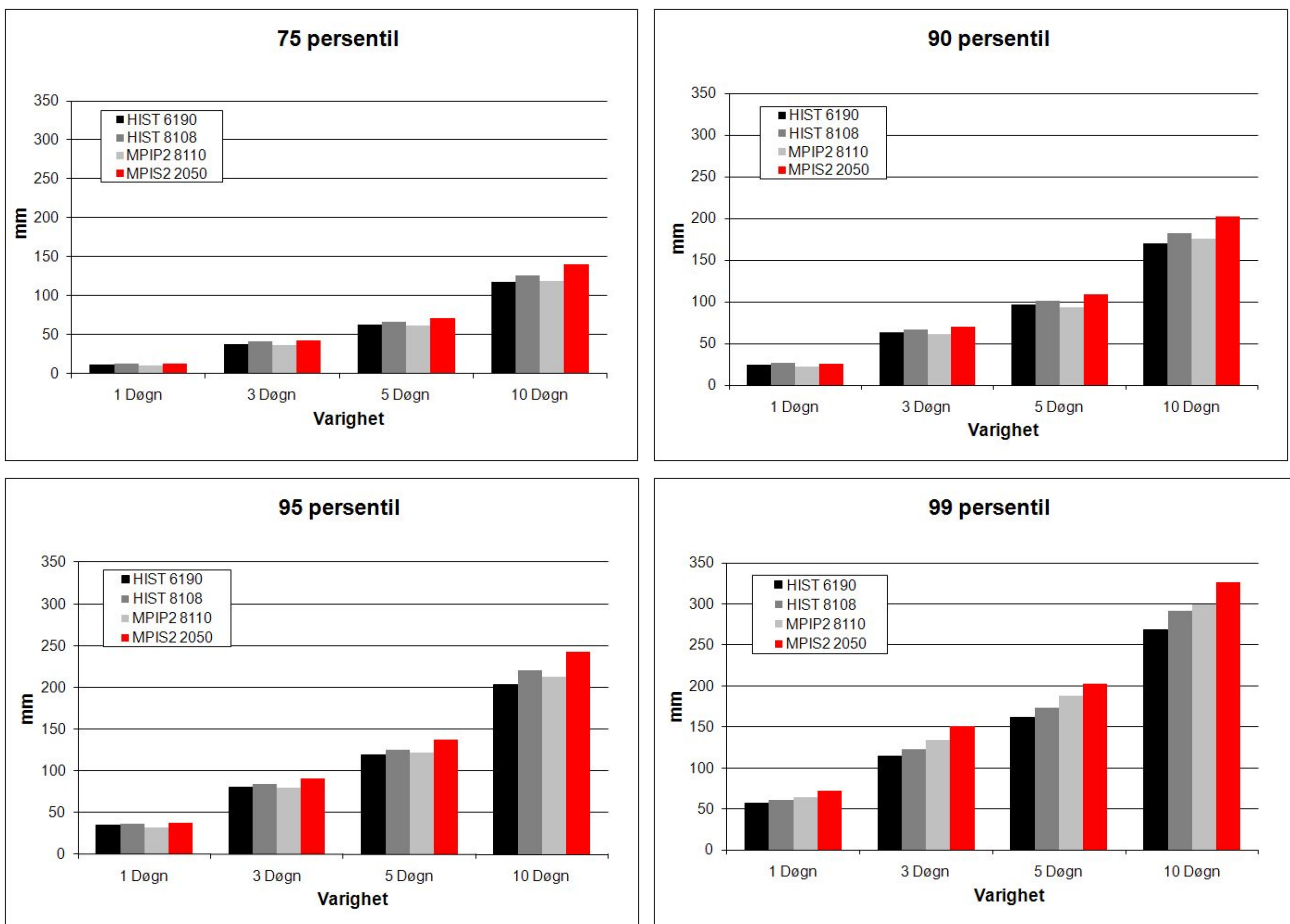 75 persentil
350
300
250
200
150
100
50
0
mm
HIST 6190
HIST 8108
MPIP2 8110
MPIS2 2050
1 Døgn 3 Døgn 5 Døgn 10 Døgn
Varighet
90 persentil
350
300
250
200
150
100
50
0
mm
HIST 6190
HIST 8108
MPIP2 8110
MPIS2 2050
1 Døgn 3 Døgn 5 Døgn 10 Døgn
Varighet
95 persentil
350
300
250
200
150
100
50
0
mm
HIST 6190
HIST 8108
MPIP2 8110
MPIS2 2050
1 Døgn 3 Døgn 5 Døgn 10 Døgn
Varighet
99 persentil
350
300
250
200
150
100
50
0
mm
HIST 6190
HIST 8108
MPIP2 8110
MPIS2 2050
1 Døgn 3 Døgn 5 Døgn 10 Døgn
Varighet